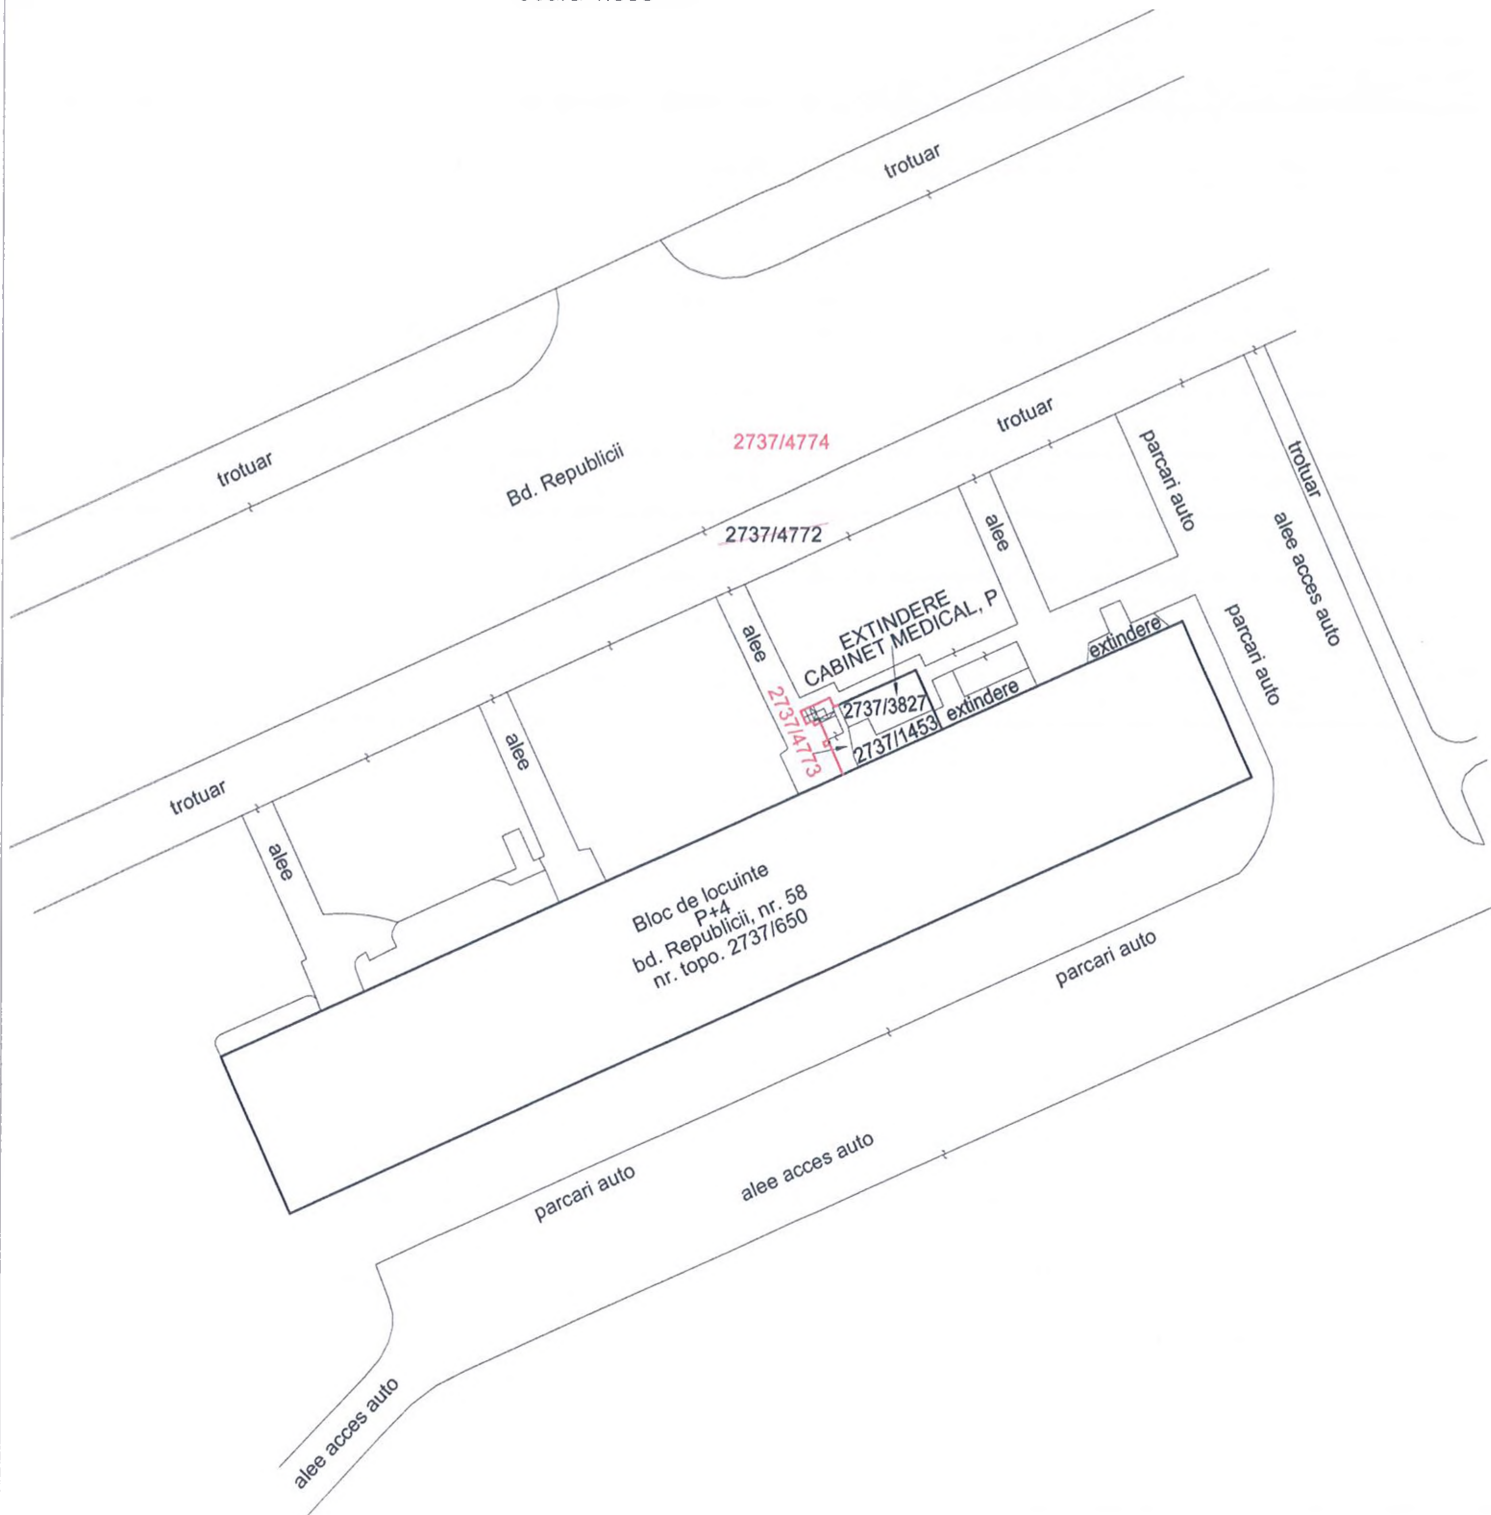 trotuar
trotuar
trotuar
Bd. Republicii
2737/4774
2737/4772
parcari auto
trotuar
alee acces auto
alee
alee
EXTINDERE
CABINET MEDICAL, P
extindere
parcari auto
2737/4773
2737/3827
2737/1453
extindere
alee
trotuar
alee
Bloc de locuinte
P+4
bd. Republicii, nr. 58
nr. topo. 2737/650
parcari auto
alee acces auto
parcari auto
alee acces auto